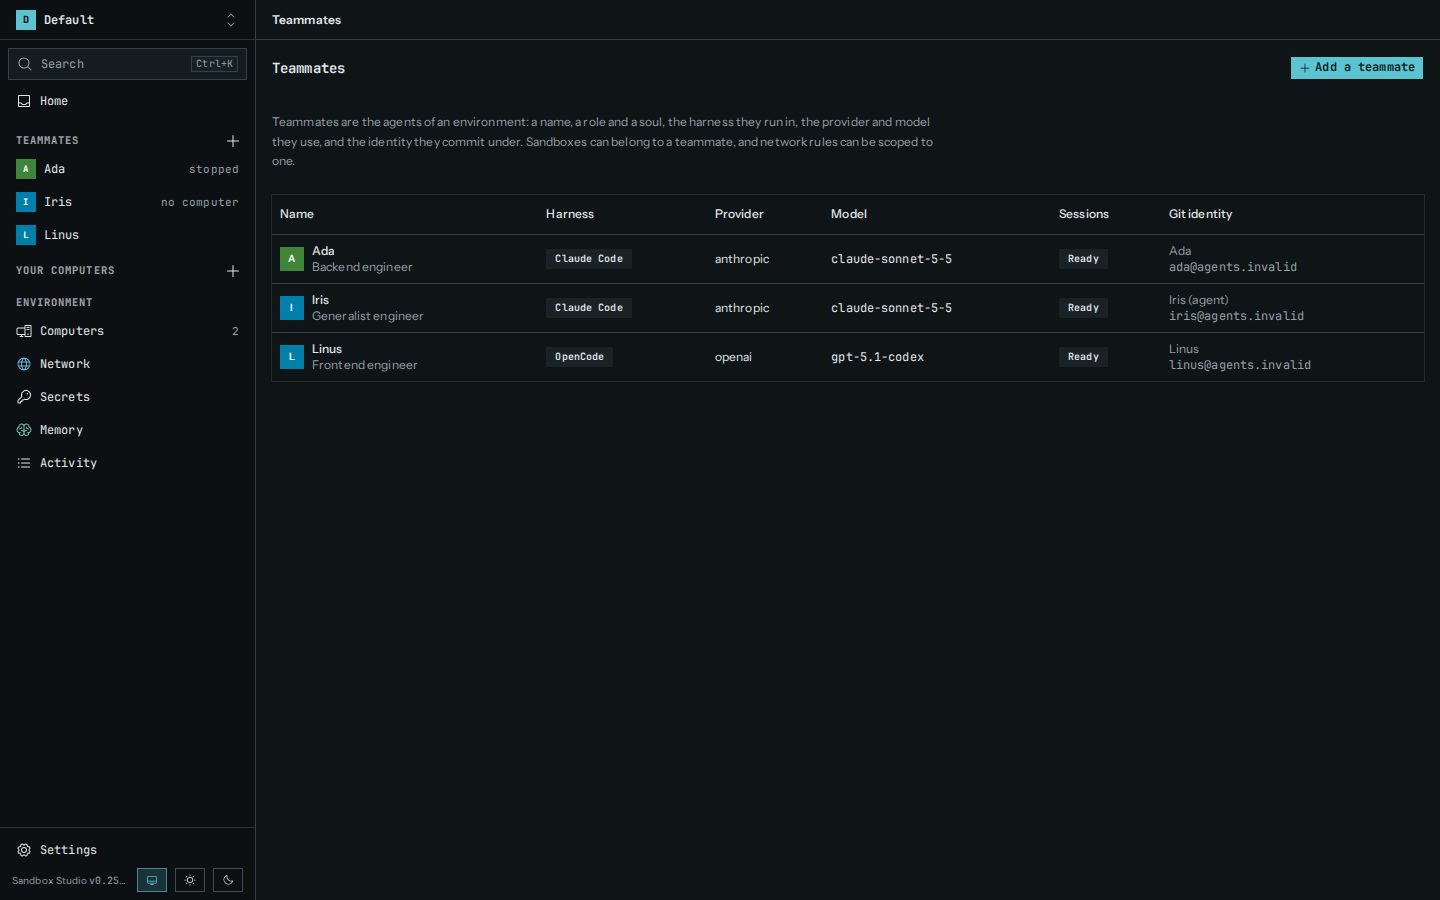 D Default
Search Ctrl+K
Home
TEAMMATES
A Ada stopped
I Iris no computer
L Linus
YOUR COMPUTERS
ENVIRONMENT
Computers 2
Network
Secrets
Memory
Activity
Settings
Sandbox Studio v0.25…
Teammates
Teammates
Add a teammate
Teammates are the agents of an environment: a name, a role and a soul, the harness they run in, the provider and model
they use, and the identity they commit under. Sandboxes can belong to a teammate, and network rules can be scoped to
one.
Name Harness Provider Model Sessions Git identity
A Ada Claude Code anthropic claude-sonnet-5-5 Ready Ada
Backend engineer ada@agents.invalid
I Iris Claude Code anthropic claude-sonnet-5-5 Ready Iris (agent)
Generalist engineer iris@agents.invalid
L Linus OpenCode openai gpt-5.1-codex Ready Linus
Frontend engineer linus@agents.invalid